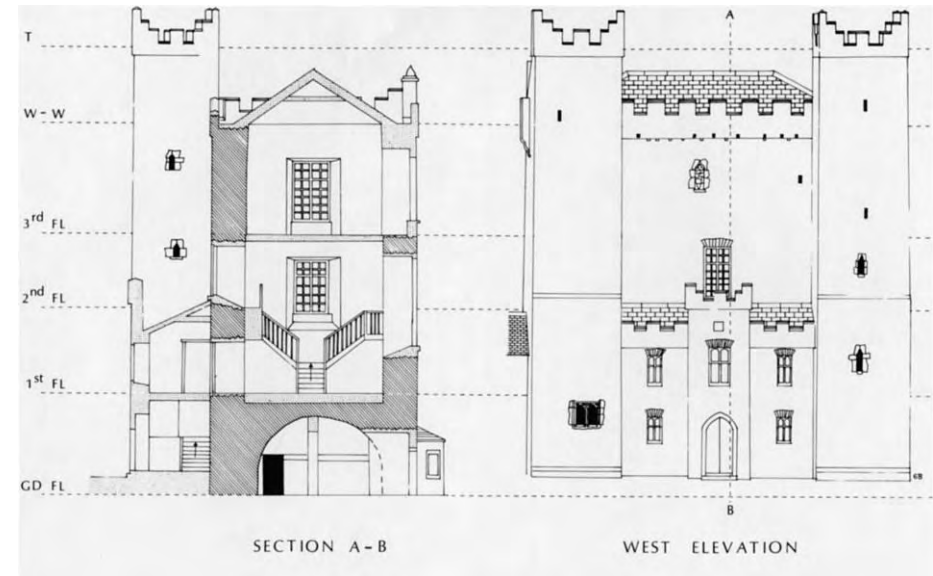 A
T
W-W
3rd FL
2nd FL
1st FL
GD FL
B
SECTION A-B
WEST ELEVATION